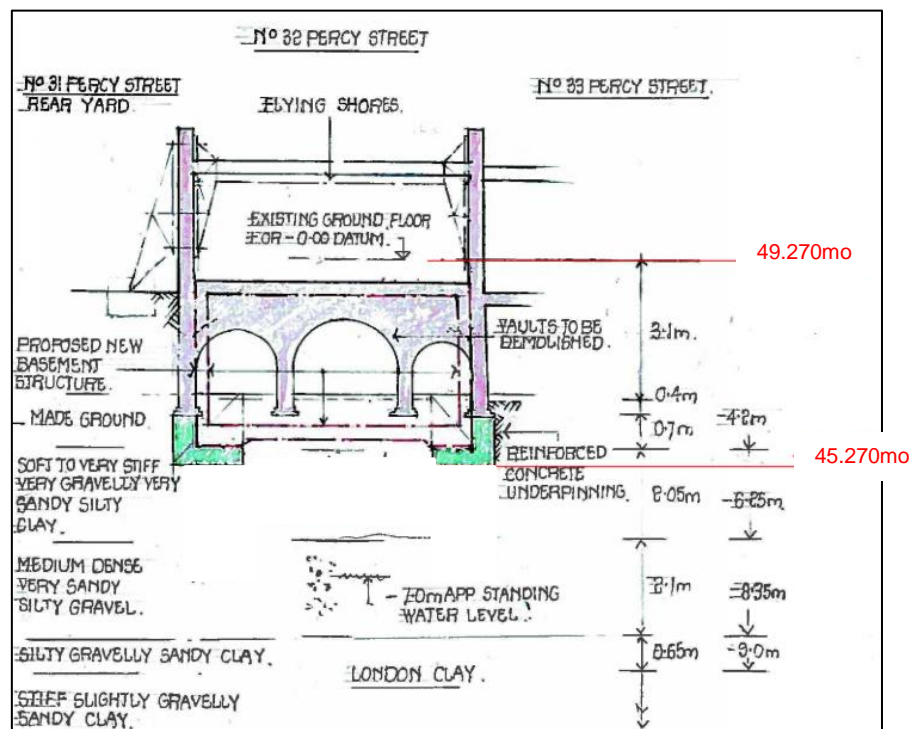 Nº 32 PERCY STREET
Nº 31 PERCY STREET
REAR YARD.
Nº 33 PERCY STREET.
FLYING SHORES.
EXISTING GROUND FLOOR
FOR - 0.00 DATUM.
49.270mo
PROPOSED NEW
BASEMENT
STRUCTURE.
VAULTS TO BE
DEMOLISHED.
3.1m.
0.4m
MADE GROUND.
0.7m
-4.2m
REINFORCED
CONCRETE
UNDERPINNING.
45.270mo
SOFT TO VERY STIFF
VERY GRAVELLY VERY
SANDY SILTY
CLAY.
2.05m
-6.25m.
MEDIUM DENSE
VERY SANDY
SILTY GRAVEL.
- 7.0m APP STANDING
WATER LEVEL.
2.1m
-8.35m
SILTY GRAVELLY SANDY CLAY.
0.65m
-9.0m
LONDON CLAY.
STIFF SLIGHTLY GRAVELLY
SANDY CLAY.